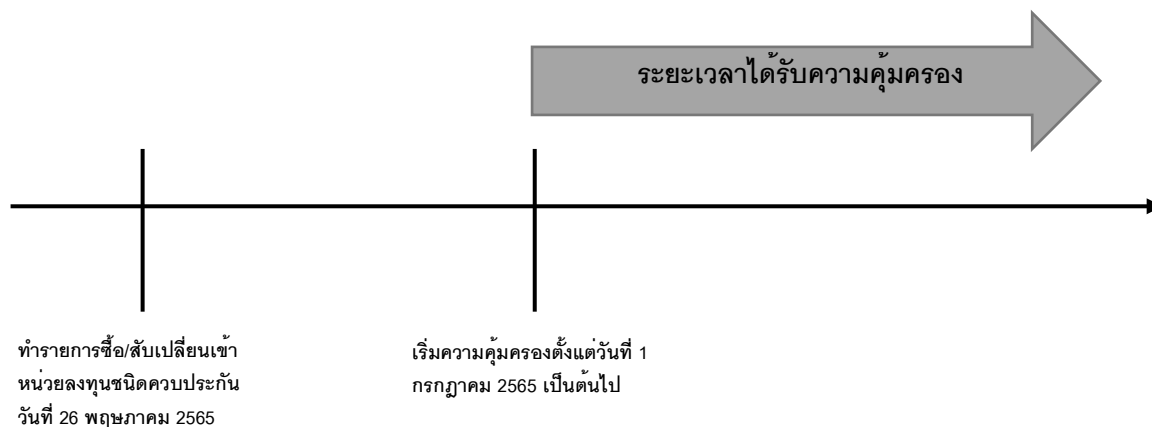 ระยะเวลาได้รับความคุ้มครอง
ทำรายการซื้อ/สับเปลี่ยนเข้า
หน่วยลงทุนชนิดควบประกัน
วันที่ 26 พฤษภาคม 2565
เริ่มความคุ้มครองตั้งแต่วันที่ 1
กรกฎาคม 2565 เป็นต้นไป